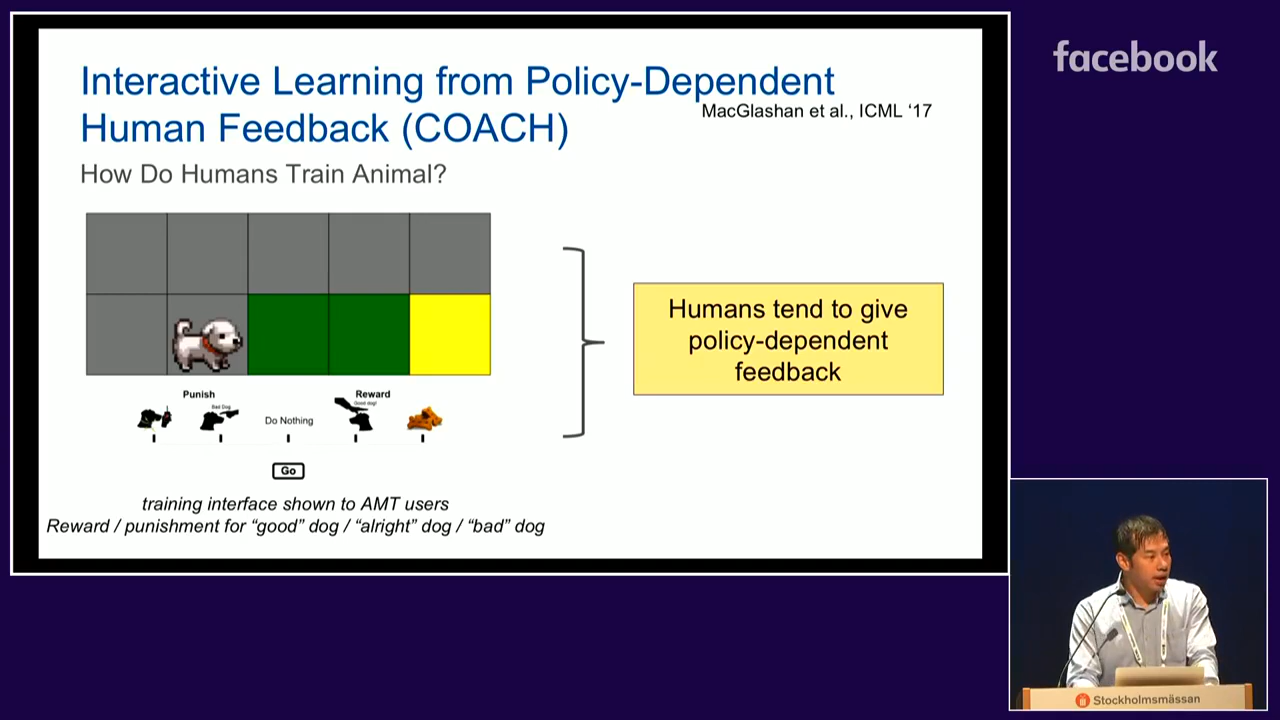 Interactive Learning from Policy-Dependent
Human Feedback (COACH)
MacGlashan et al., ICML ‘17
How Do Humans Train Animal?
Punish
Reward
Bad Dog
Good dog!
Do Nothing
Go
training interface shown to AMT users
Reward / punishment for “good” dog / “alright” dog / “bad” dog
Humans tend to give
policy-dependent
feedback
facebook
Stockholmsmässan